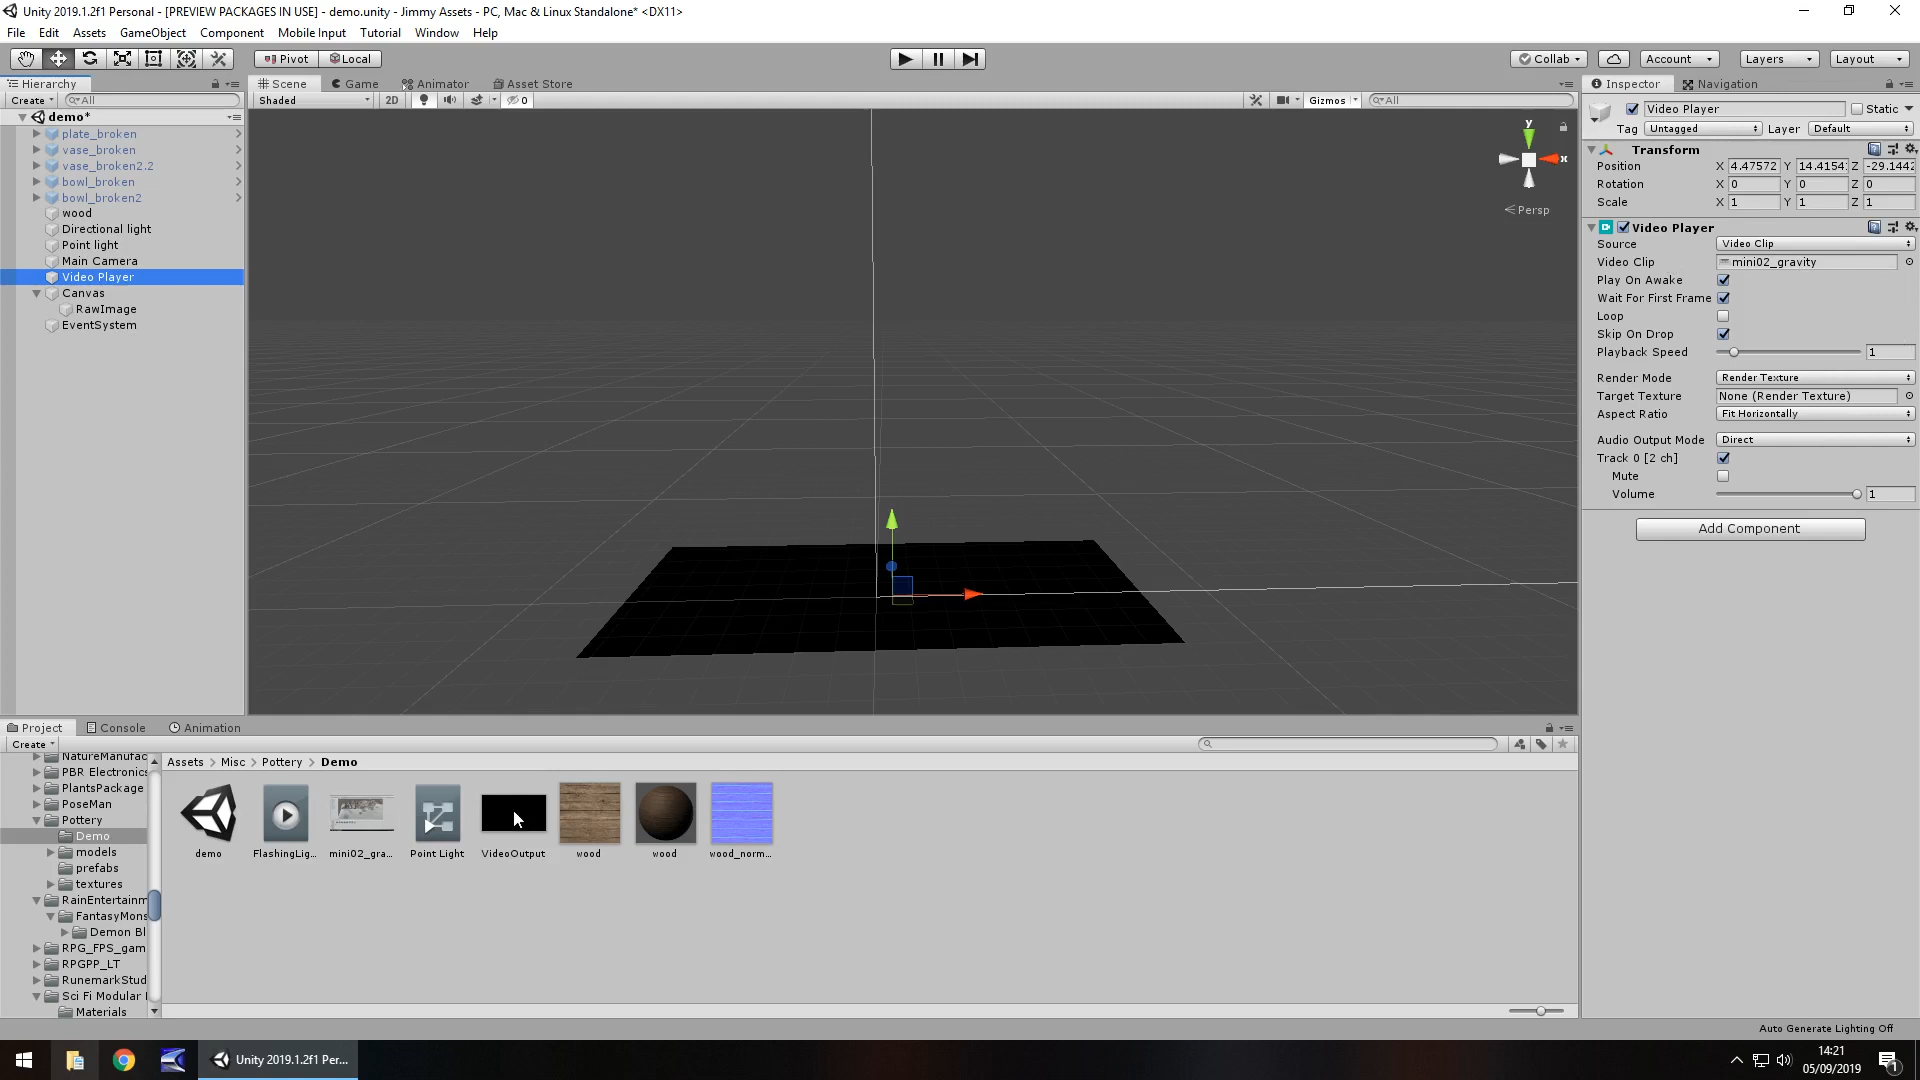 Unity 2019.1.2f1 Personal - [PREVIEW PACKAGES IN USE] - demo.unity - Jimmy Assets - PC, Mac & Linux Standalone* <DX11>
File Edit Assets GameObject Component Mobile Input Tutorial Window Help
Pivot Local Collab Account Layers Layout
Hierarchy Scene Game Animator Asset Store Inspector Navigation
Create All Shaded 2D 0 Gizmos All
demo*
plate_broken
vase_broken
vase_broken2.2
bowl_broken
bowl_broken2
wood
Directional light
Point light
Main Camera
Video Player
Canvas
RawImage
EventSystem
y
x
Persp
Video Player Static
Tag Untagged Layer Default
Transform
Position X 4.47572 Y 14.4154 Z -29.1442
Rotation X 0 Y 0 Z 0
Scale X 1 Y 1 Z 1
Video Player
Source Video Clip
Video Clip mini02_gravity
Play On Awake
Wait For First Frame
Loop
Skip On Drop
Playback Speed 1
Render Mode Render Texture
Target Texture None (Render Texture)
Aspect Ratio Fit Horizontally
Audio Output Mode Direct
Track 0 [2 ch]
Mute
Volume 1
Add Component
Project Console Animation
Create
NatureManufac
PBR Electronics
PlantsPackage
PoseMan
Pottery
Demo
models
prefabs
textures
RainEntertainm
FantasyMons
Demon Bl
RPG_FPS_gam
RPGPP_LT
RunemarkStud
Sci Fi Modular
Materials
Assets > Misc > Pottery > Demo
demo FlashingLig... mini02_gra... Point Light VideoOutput wood wood wood_norm...
Auto Generate Lighting Off
Unity 2019.1.2f1 Per...
14:21
05/09/2019
1